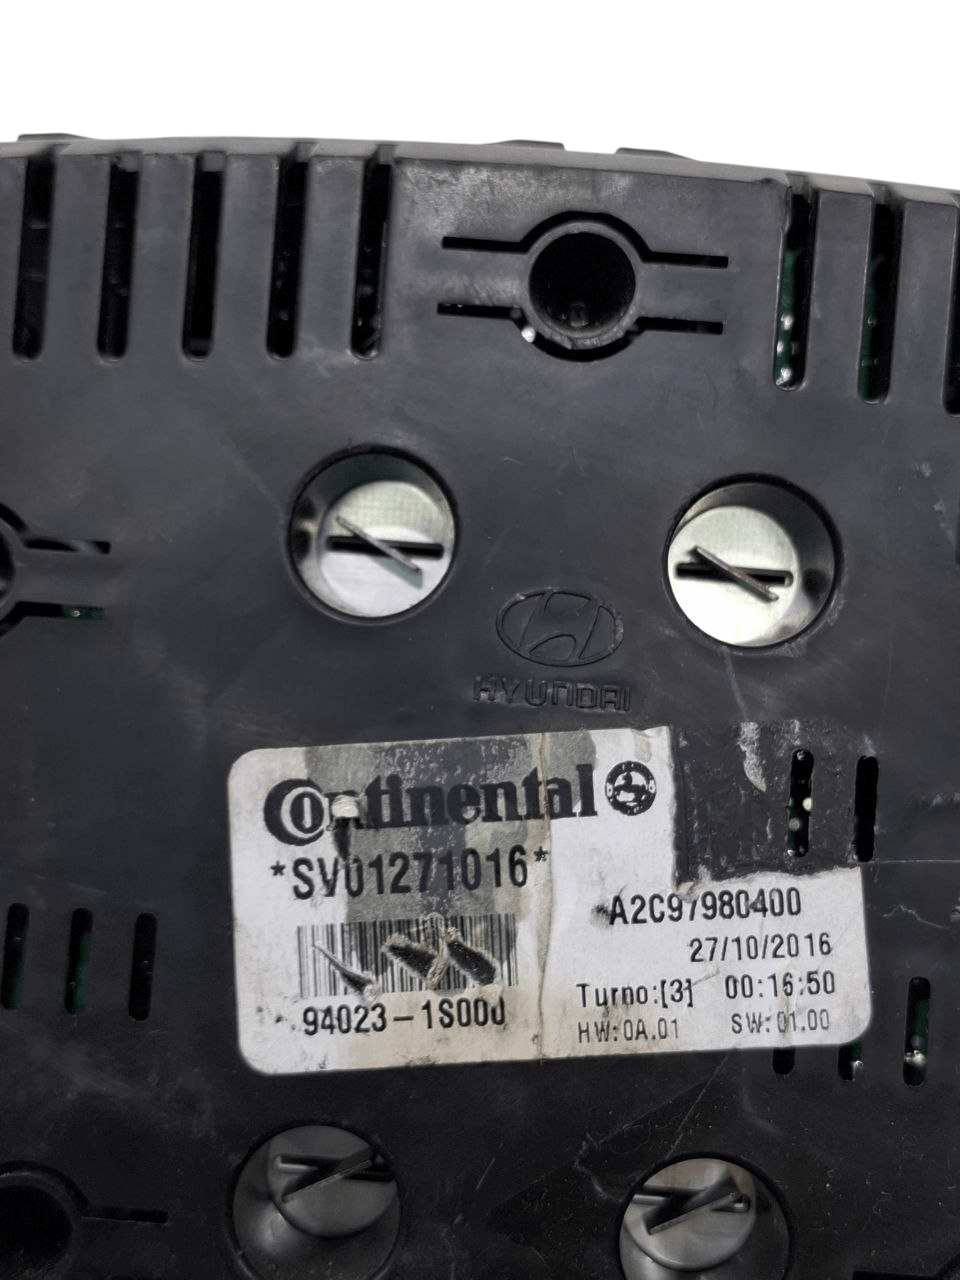 HYUNDAI
Continental
*SV01271016*
A2C97980400
27/10/2016
Turno:[3] 00:16:50
94023-1S000
HW:0A.01 SW:01.00